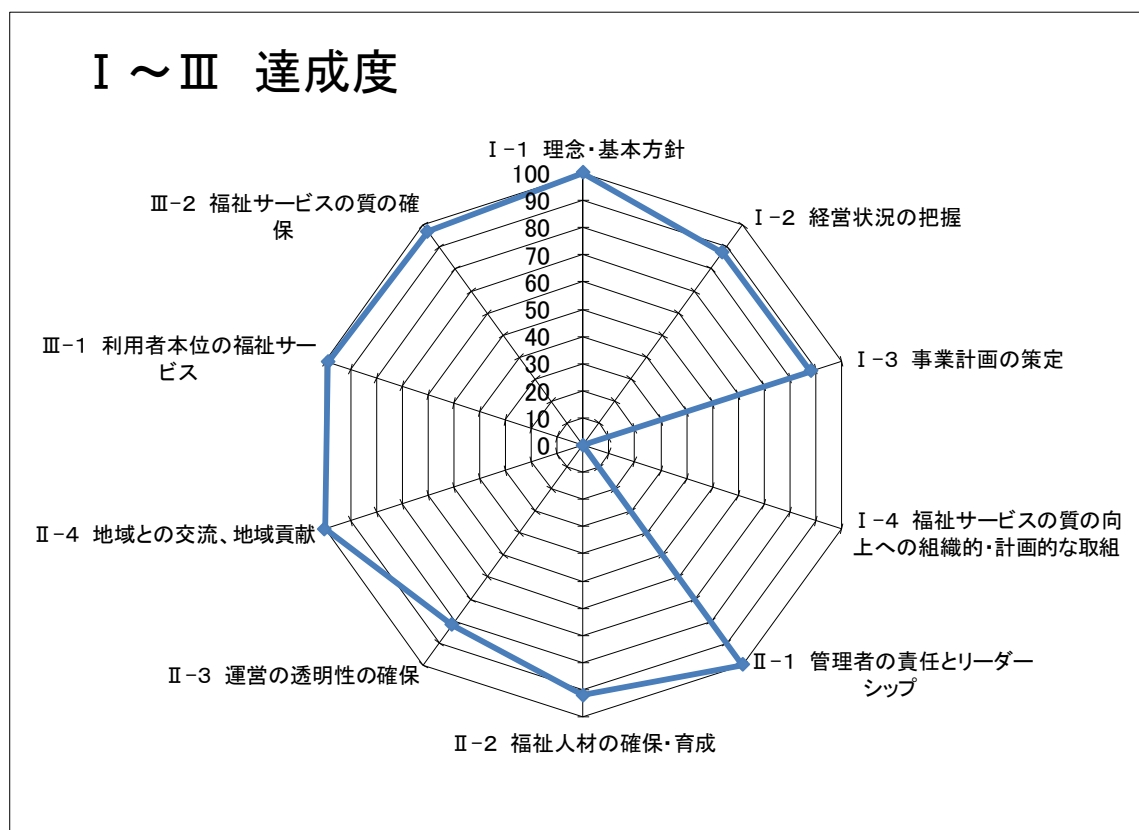 Ⅰ～Ⅲ 達成度
Ⅰ-1 理念・基本方針
100
90
80
70
60
50
40
30
20
10
0
Ⅰ-2 経営状況の把握
Ⅰ-3 事業計画の策定
Ⅰ-4 福祉サービスの質の向
上への組織的・計画的な取組
Ⅱ-1 管理者の責任とリーダー
シップ
Ⅱ-2 福祉人材の確保・育成
Ⅱ-3 運営の透明性の確保
Ⅱ-4 地域との交流、地域貢献
Ⅲ-1 利用者本位の福祉サー
ビス
Ⅲ-2 福祉サービスの質の確
保